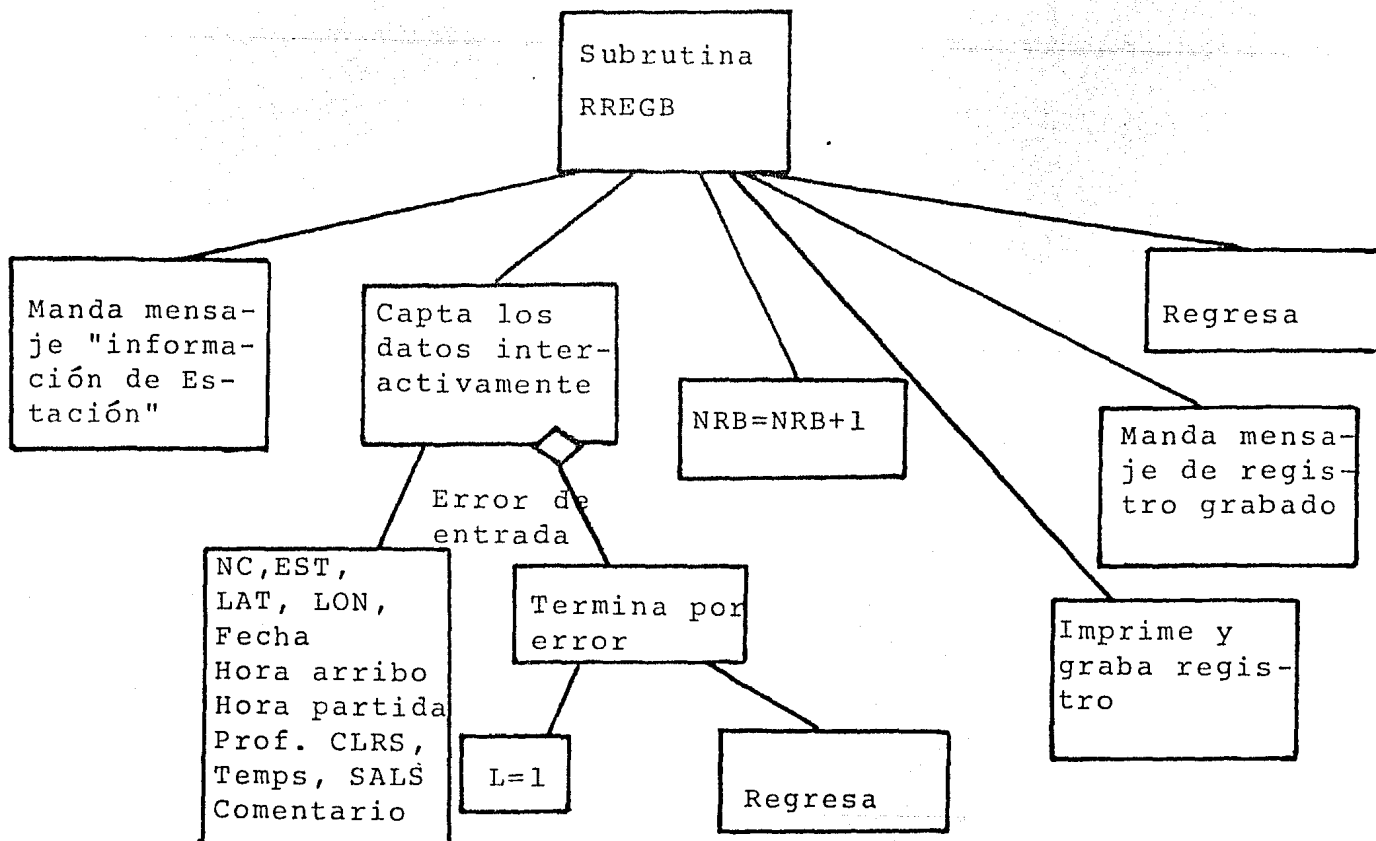 Subrutina
RREGB
Manda mensa-
je "informa-
ción de Es-
tación"
Capta los
datos inter-
activamente
NRB=NRB+1
Regresa
Manda mensa-
je de regis-
tro grabado
Imprime y
graba regis-
tro
Error de
entrada
NC,EST,
LAT, LON,
Fecha
Hora arribo
Hora partida
Prof. CLRS,
Temps, SALS
Comentario
Termina por
error
L=1
Regresa